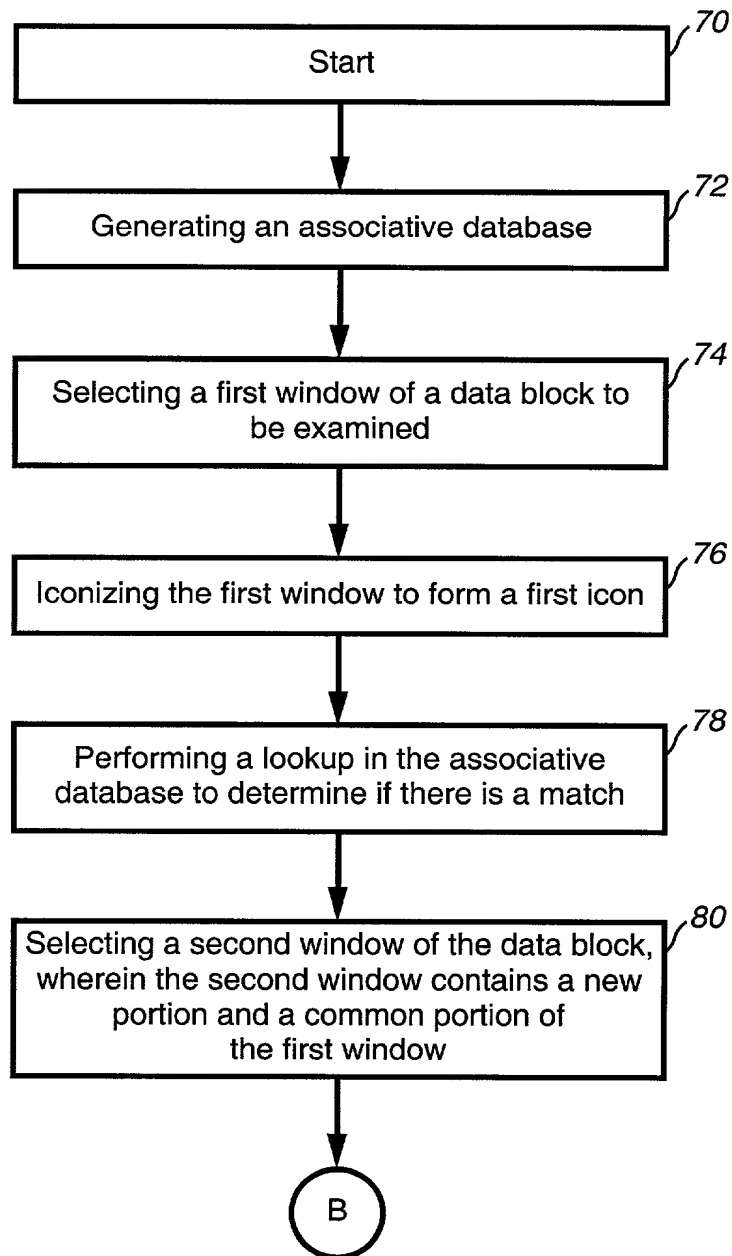 70
Start
72
Generating an associative database
74
Selecting a first window of a data block to
be examined
76
Iconizing the first window to form a first icon
78
Performing a lookup in the associative
database to determine if there is a match
80
Selecting a second window of the data block,
wherein the second window contains a new
portion and a common portion of
the first window
B